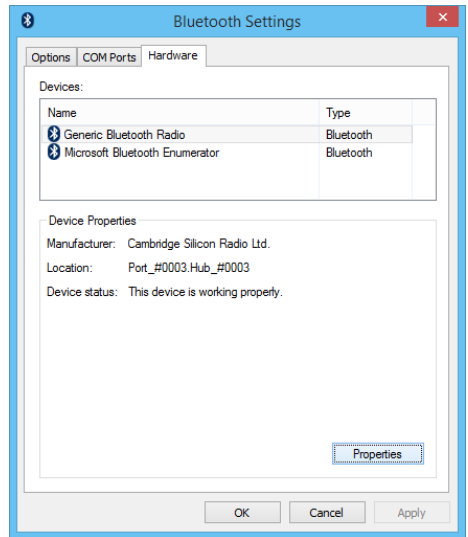 Bluetooth Settings
Options COM Ports Hardware
Devices:
Name Type
Generic Bluetooth Radio Bluetooth
Microsoft Bluetooth Enumerator Bluetooth
Device Properties
Manufacturer: Cambridge Silicon Radio Ltd.
Location: Port_#0003.Hub_#0003
Device status: This device is working properly.
Properties
OK Cancel Apply